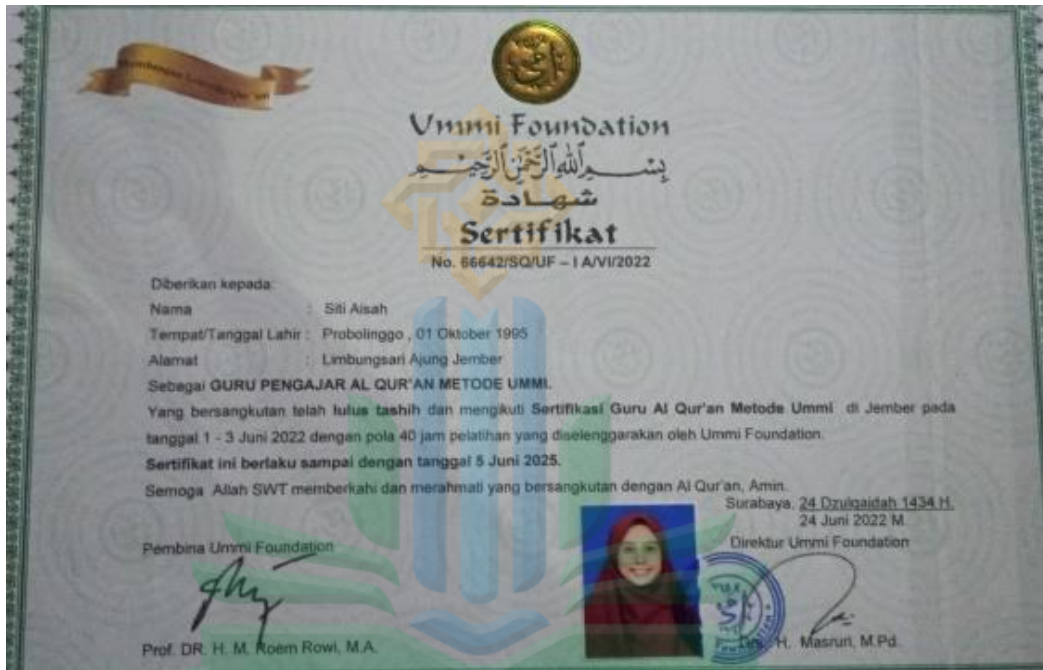 Ummi Foundation
بِسْمِ اللَّهِ الرَّحْمَٰنِ الرَّحِيمِ
شهادة
Sertifikat
No. 66642/SQ/UF – I A/VI/2022
Diberikan kepada:
Nama : Siti Aisah
Tempat/Tanggal Lahir : Probolinggo , 01 Oktober 1995
Alamat : Limbungsari Ajung Jember
Sebagai GURU PENGAJAR AL QUR'AN METODE UMMI.
Yang bersangkutan telah lulus tashih dan mengikuti Sertifikasi Guru Al Qur'an Metode Ummi di Jember pada
tanggal 1 - 3 Juni 2022 dengan pola 40 jam pelatihan yang diselenggarakan oleh Ummi Foundation.
Sertifikat ini berlaku sampai dengan tanggal 5 Juni 2025.
Semoga Allah SWT memberkahi dan merahmati yang bersangkutan dengan Al Qur'an, Amin.
Surabaya, 24 Dzulqaidah 1434 H.
24 Juni 2022 M.
Pembina Ummi Foundation
Direktur Ummi Foundation
Prof. DR. H. M. Roem Rowi, M.A.
H. Masruri, M.Pd.